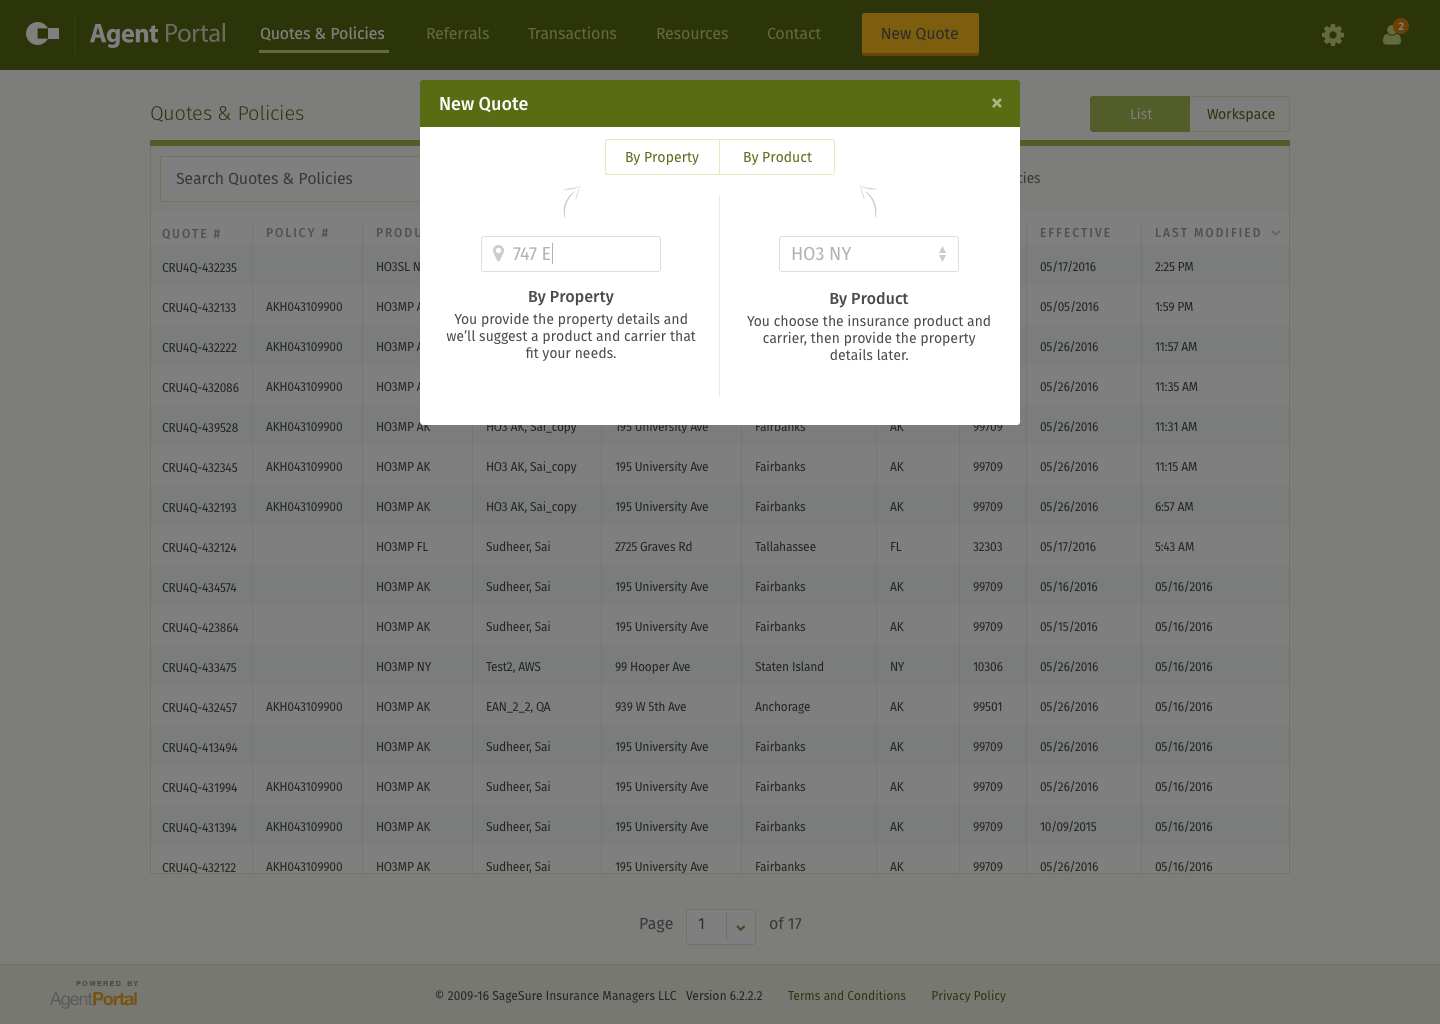 Agent Portal
Quotes & Policies
Referrals
Transactions
Resources
Contact
New Quote
2
Quotes & Policies
List
Workspace
Search Quotes & Policies
New Quote
×
By Property
By Product
747 E
By Property
You provide the property details and
we'll suggest a product and carrier that
fit your needs.
HO3 NY
By Product
You choose the insurance product and
carrier, then provide the property
details later.
QUOTE # POLICY # EFFECTIVE LAST MODIFIED
CRU4Q-432235 HO3SL 05/17/2016 2:25 PM
CRU4Q-432133 AKH043109900 HO3MP 05/05/2016 1:59 PM
CRU4Q-432222 AKH043109900 HO3MP 05/26/2016 11:57 AM
CRU4Q-432086 AKH043109900 HO3MP 05/26/2016 11:35 AM
CRU4Q-439528 AKH043109900 HO3MP AK HO3 AK, Sai_copy 195 University Ave Fairbanks AK 99709 05/26/2016 11:31 AM
CRU4Q-432345 AKH043109900 HO3MP AK HO3 AK, Sai_copy 195 University Ave Fairbanks AK 99709 05/26/2016 11:15 AM
CRU4Q-432193 AKH043109900 HO3MP AK HO3 AK, Sai_copy 195 University Ave Fairbanks AK 99709 05/26/2016 6:57 AM
CRU4Q-432124 HO3MP FL Sudheer, Sai 2725 Graves Rd Tallahassee FL 32303 05/17/2016 5:43 AM
CRU4Q-434574 HO3MP AK Sudheer, Sai 195 University Ave Fairbanks AK 99709 05/16/2016 05/16/2016
CRU4Q-423864 HO3MP AK Sudheer, Sai 195 University Ave Fairbanks AK 99709 05/15/2016 05/16/2016
CRU4Q-433475 HO3MP NY Test2, AWS 99 Hooper Ave Staten Island NY 10306 05/26/2016 05/16/2016
CRU4Q-432457 AKH043109900 HO3MP AK EAN_2_2, QA 939 W 5th Ave Anchorage AK 99501 05/26/2016 05/16/2016
CRU4Q-413494 HO3MP AK Sudheer, Sai 195 University Ave Fairbanks AK 99709 05/26/2016 05/16/2016
CRU4Q-431994 AKH043109900 HO3MP AK Sudheer, Sai 195 University Ave Fairbanks AK 99709 05/26/2016 05/16/2016
CRU4Q-431394 AKH043109900 HO3MP AK Sudheer, Sai 195 University Ave Fairbanks AK 99709 10/09/2015 05/16/2016
CRU4Q-432122 AKH043109900 HO3MP AK Sudheer, Sai 195 University Ave Fairbanks AK 99709 05/26/2016 05/16/2016
Page 1 of 17
POWERED BY
AgentPortal
© 2009-16 SageSure Insurance Managers LLC Version 6.2.2.2 Terms and Conditions Privacy Policy